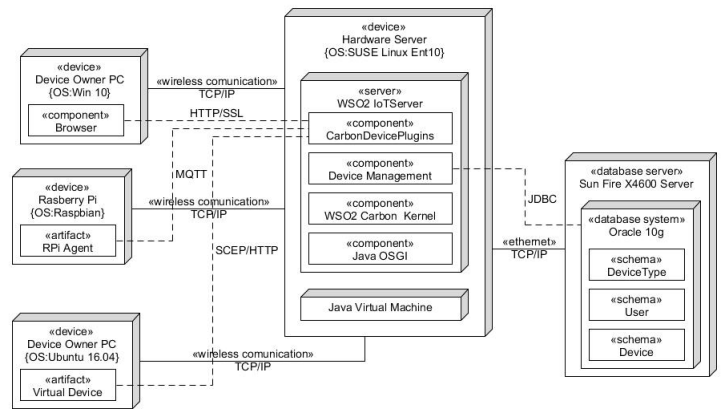 «device»
Device Owner PC
{OS:Win 10}
«component»
Browser
«wireless comunication»
TCP/IP
HTTP/SSL
«device»
Rasberry Pi
{OS:Raspbian}
«artifact»
RPi Agent
MQTT
«wireless comunication»
TCP/IP
SCEP/HTTP
«device»
Device Owner PC
{OS:Ubuntu 16.04}
«artifact»
Virtual Device
«wireless comunication»
TCP/IP
«device»
Hardware Server
{OS:SUSE Linux Ent10}
«server»
WSO2 IoTServer
«component»
CarbonDevicePlugins
«component»
Device Management
«component»
WSO2 Carbon Kernel
«component»
Java OSGI
Java Virtual Machine
JDBC
«ethernet»
TCP/IP
«database server»
Sun Fire X4600 Server
«database system»
Oracle 10g
«schema»
DeviceType
«schema»
User
«schema»
Device